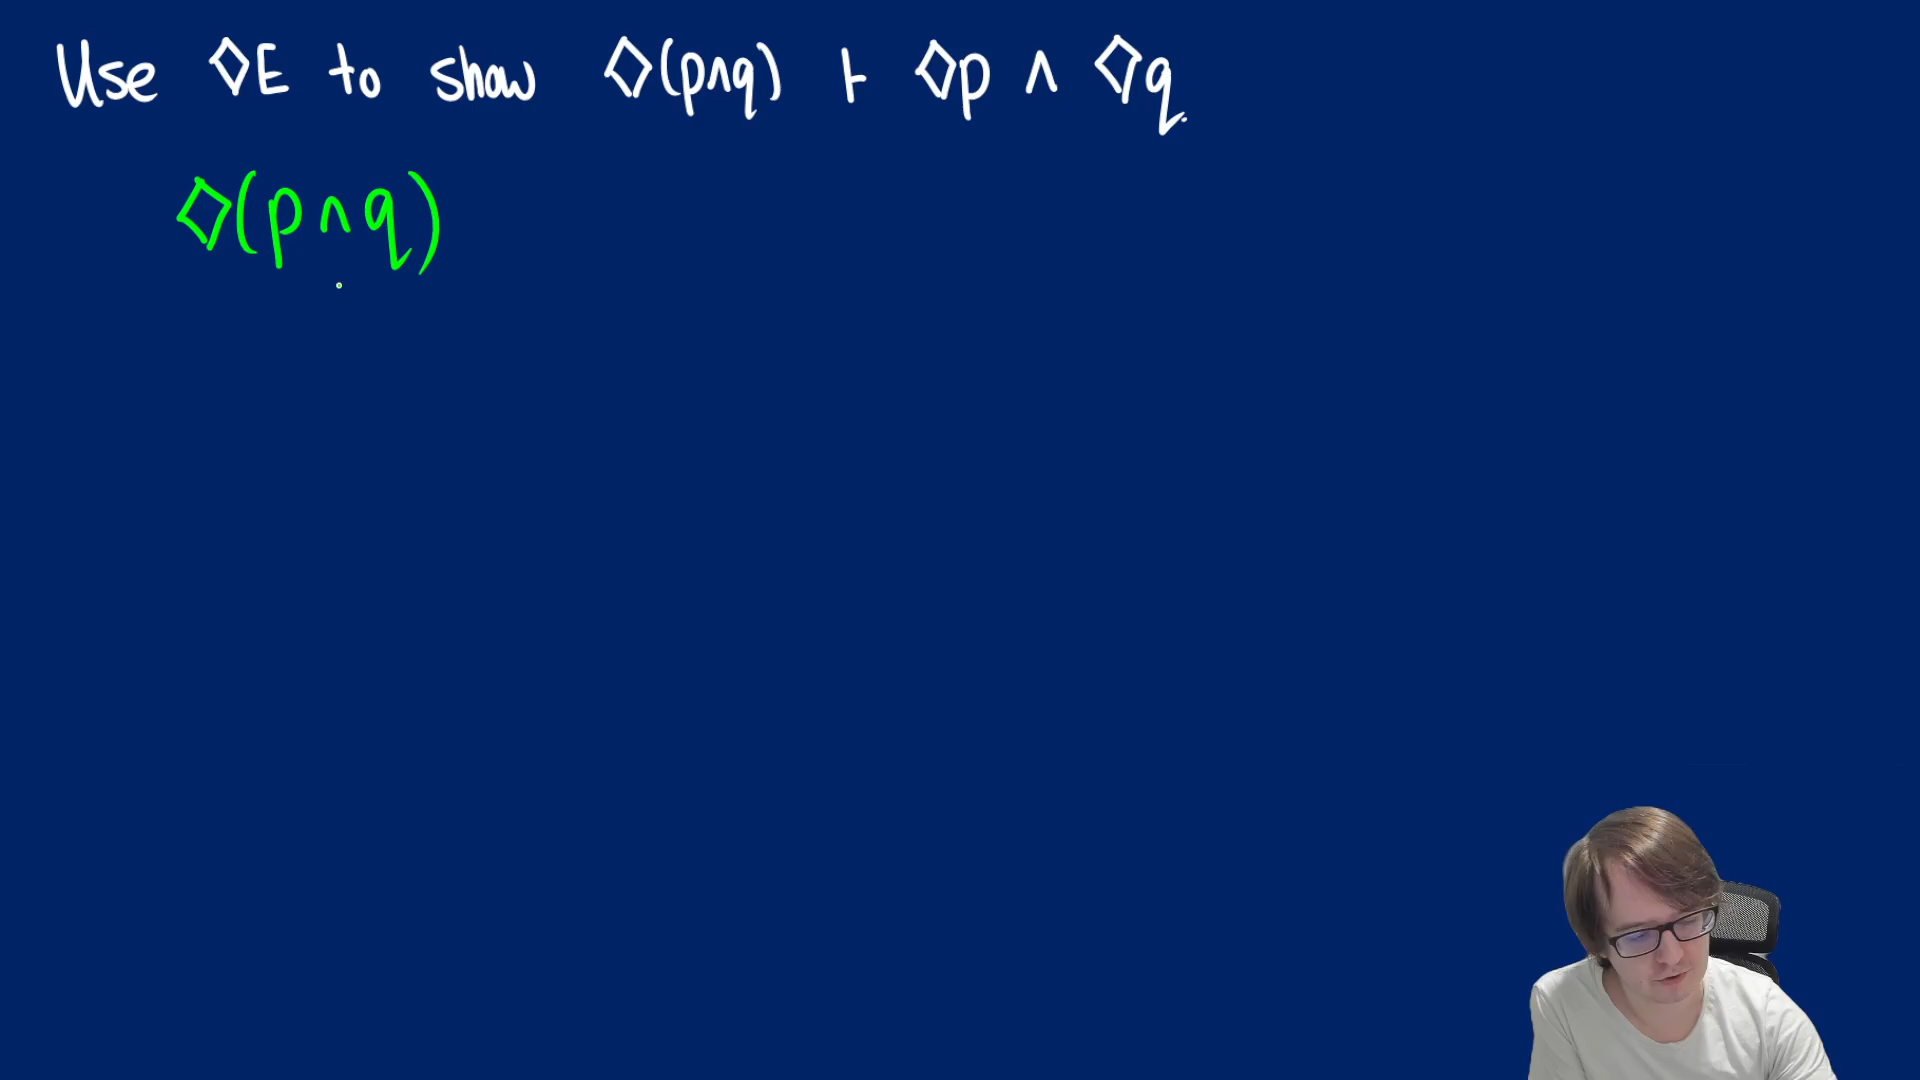 Use ◇E to show ◇(p∧q) ⊢ ◇p ∧ ◇q.
◇(p∧q)